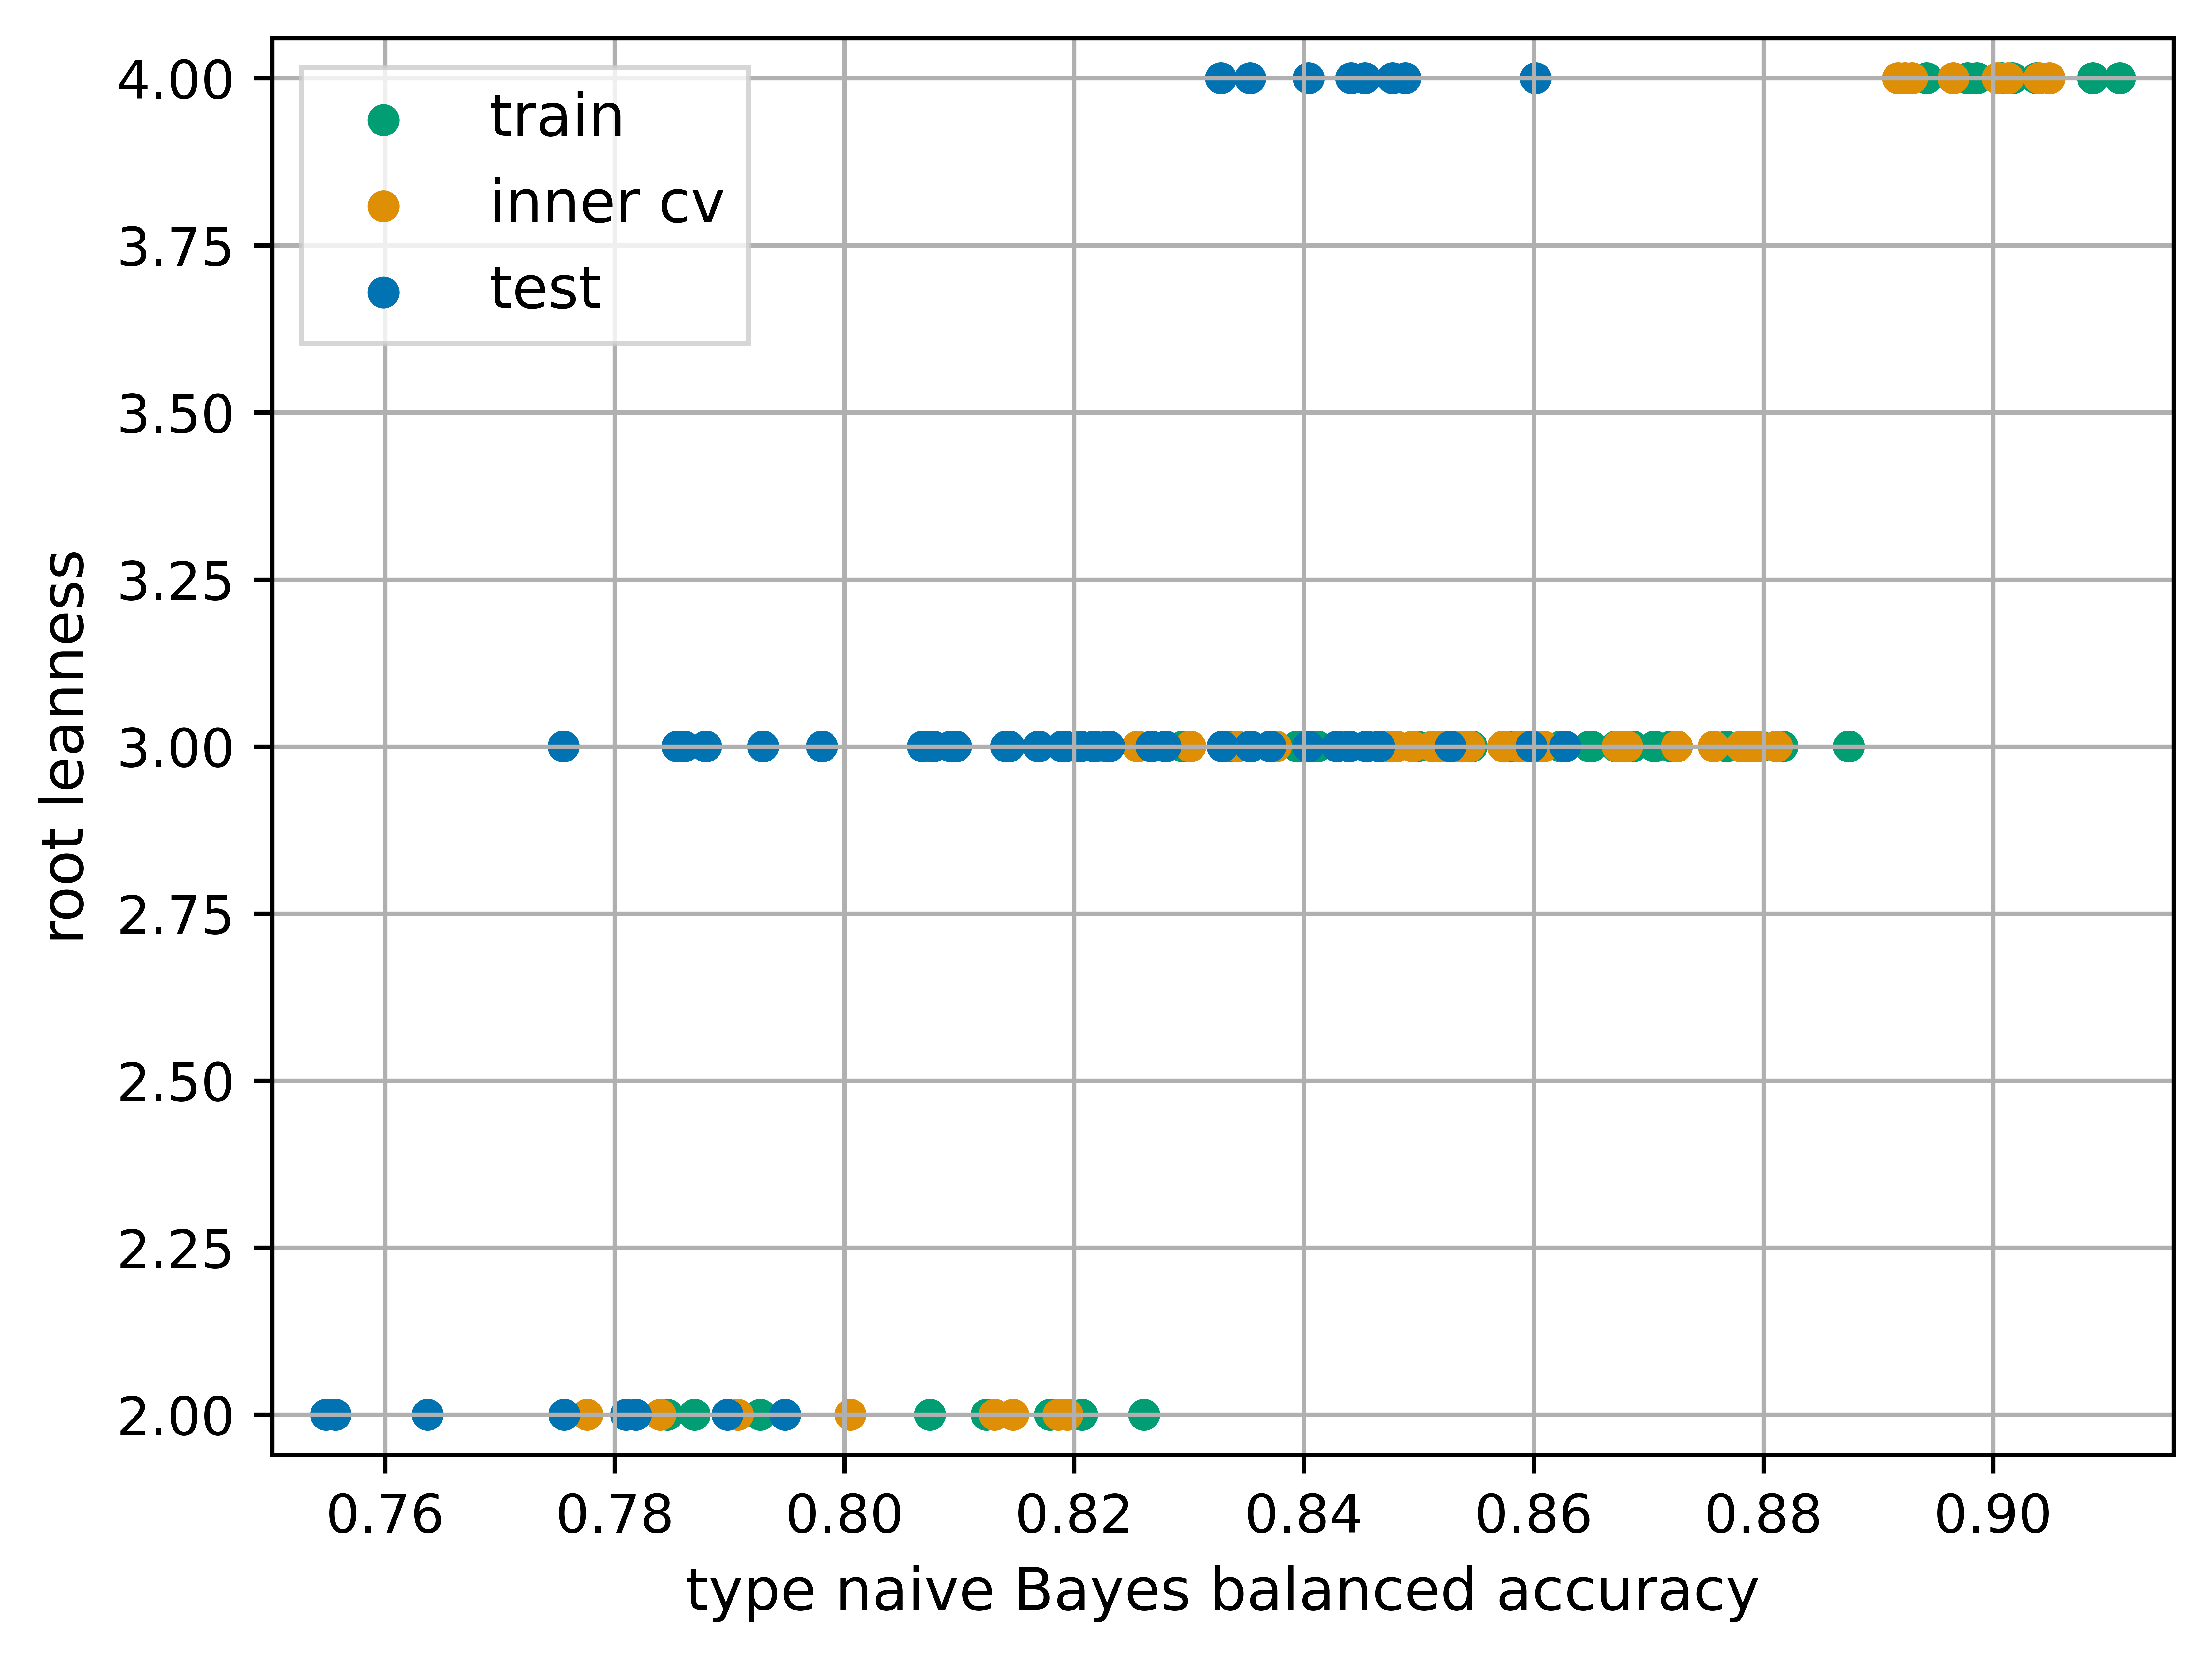 train
inner cv
test
4.00
3.75
3.50
3.25
3.00
2.75
2.50
2.25
2.00
root leanness
0.76 0.78 0.80 0.82 0.84 0.86 0.88 0.90
type naive Bayes balanced accuracy